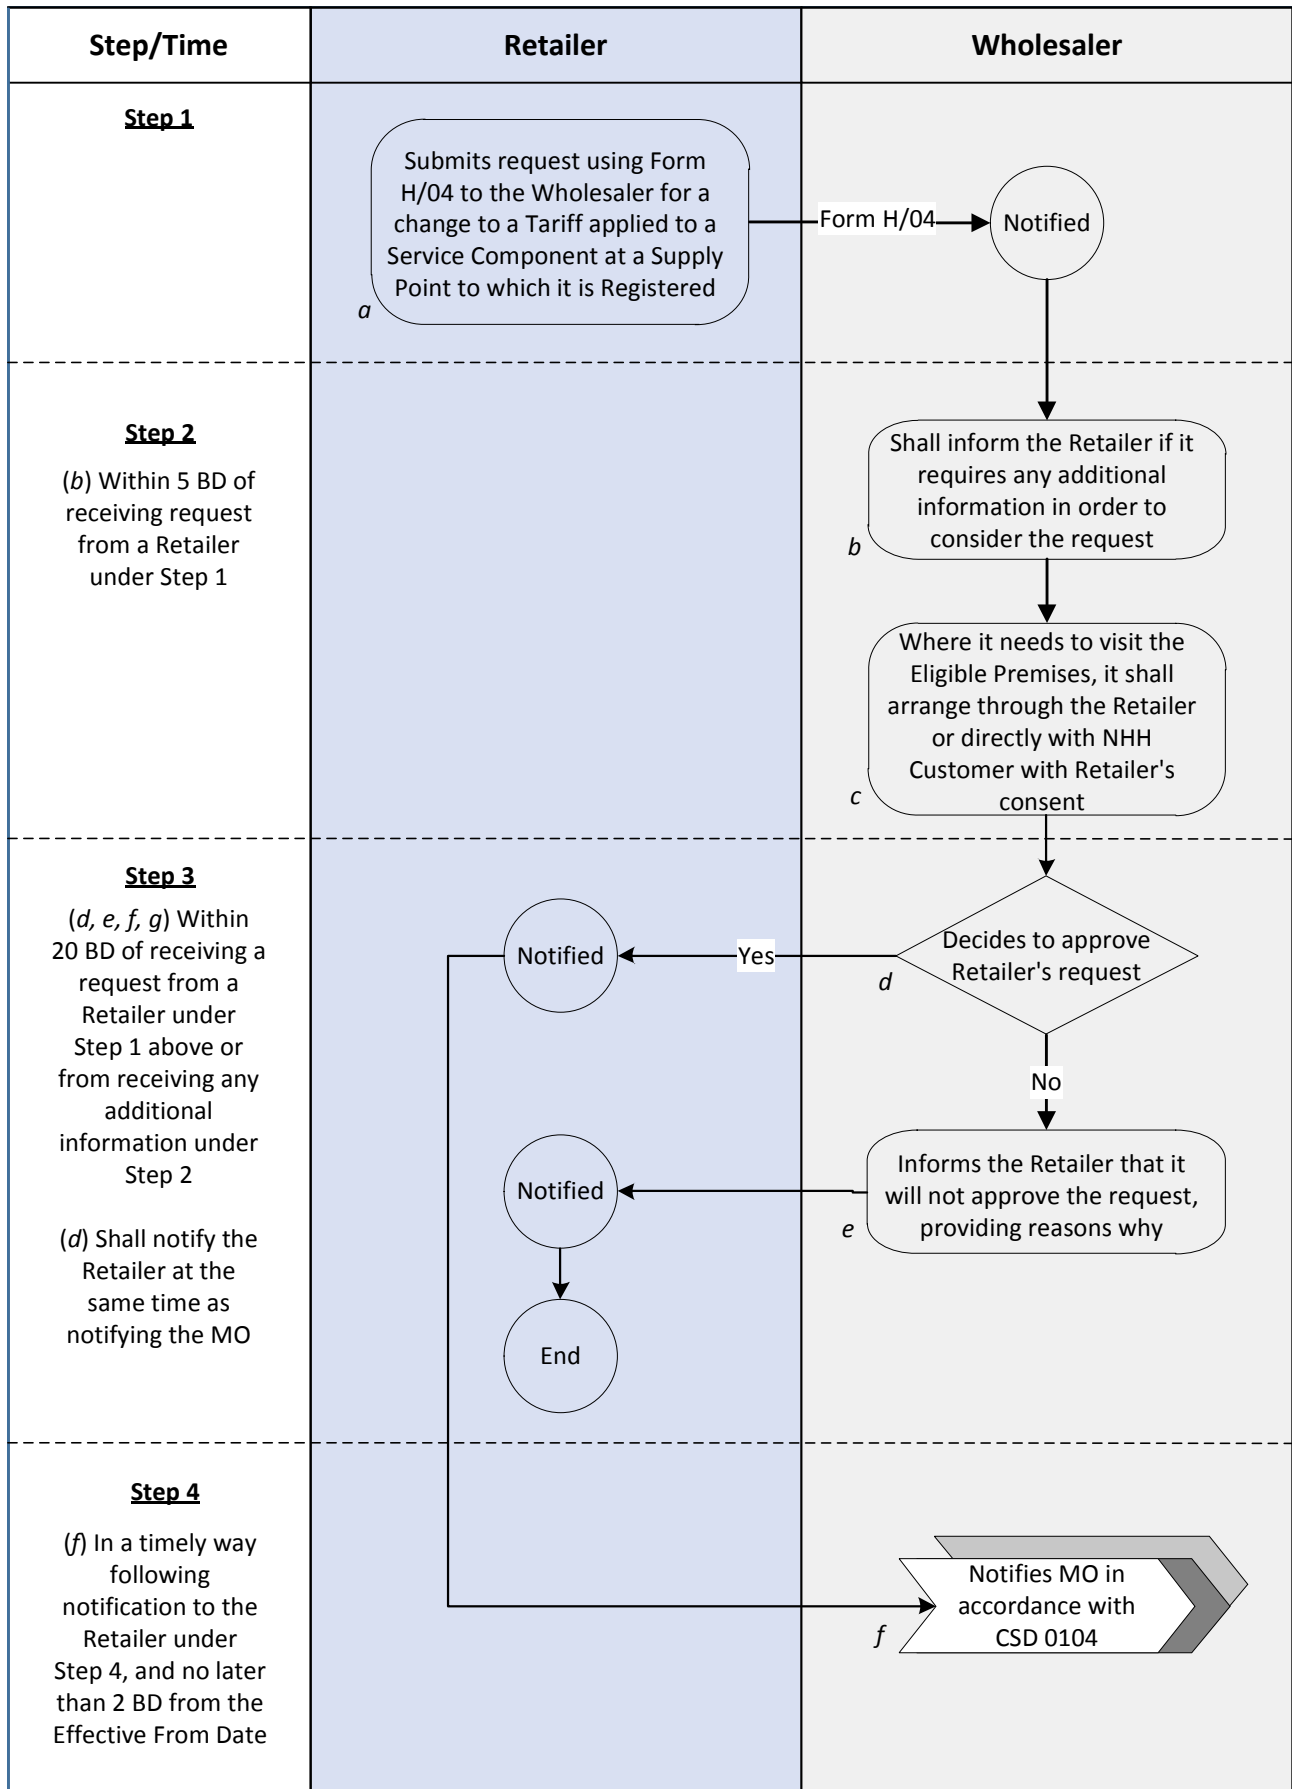 Step/Time
Retailer
Wholesaler
Step 1
Submits request using Form
H/04 to the Wholesaler for a
change to a Tariff applied to a
Service Component at a Supply
Point to which it is Registered
a
Form H/04
Notified
Step 2
(b) Within 5 BD of
receiving request
from a Retailer
under Step 1
Shall inform the Retailer if it
requires any additional
information in order to
consider the request
b
Where it needs to visit the
Eligible Premises, it shall
arrange through the Retailer
or directly with NHH
Customer with Retailer's
consent
c
Step 3
(d, e, f, g) Within
20 BD of receiving a
request from a
Retailer under
Step 1 above or
from receiving any
additional
information under
Step 2
(d) Shall notify the
Retailer at the
same time as
notifying the MO
Notified
Yes
Decides to approve
Retailer's request
d
No
Notified
Informs the Retailer that it
will not approve the request,
providing reasons why
e
End
Step 4
(f) In a timely way
following
notification to the
Retailer under
Step 4, and no later
than 2 BD from the
Effective From Date
Notifies MO in
accordance with
CSD 0104
f